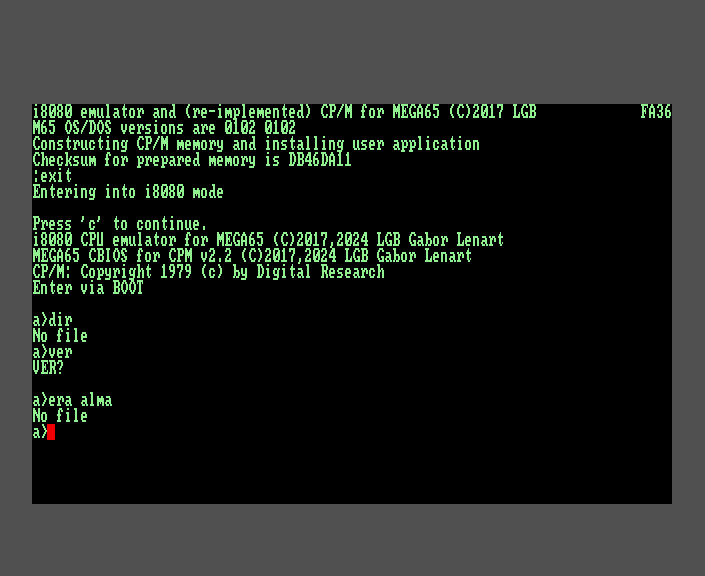 i8080 emulator and (re-implemented) CP/M for MEGA65 (C)2017 LGB FA36
M65 OS/DOS versions are 0102 0102
Constructing CP/M memory and installing user application
Checksum for prepared memory is DB46DA11
:exit
Entering into i8080 mode
Press 'c' to continue.
i8080 CPU emulator for MEGA65 (C)2017,2024 LGB Gabor Lenart
MEGA65 CBIOS for CPM v2.2 (C)2017,2024 LGB Gabor Lenart
CP/M: Copyright 1979 (c) by Digital Research
Enter via BOOT
a>dir
No file
a>ver
VER?
a>era alma
No file
a>